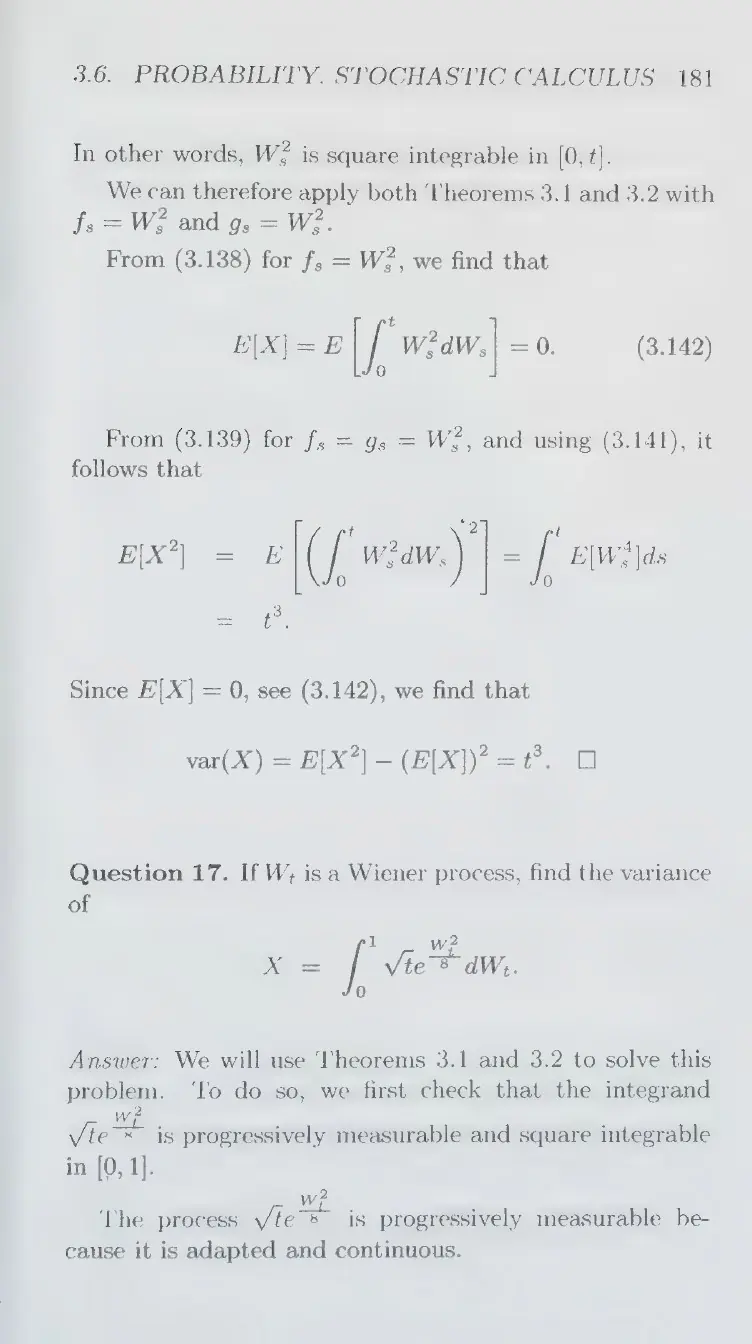 3.6. PROBABILITY. STOCHASTIC CALCULUS 181
In other words, W_s^2 is square integrable in [0, t].
We can therefore apply both Theorems 3.1 and 3.2 with
f_s = W_s^2 and g_s = W_s^2.
From (3.138) for f_s = W_s^2, we find that
E[X] = E [ ∫_0^t W_s^2 dW_s ] = 0. (3.142)
From (3.139) for f_s = g_s = W_s^2, and using (3.141), it
follows that
E[X^2] = E [ ( ∫_0^t W_s^2 dW_s )^2 ] = ∫_0^t E[W_s^4] ds
= t^3.
Since E[X] = 0, see (3.142), we find that
var(X) = E[X^2] − (E[X])^2 = t^3. □
Question 17. If W_t is a Wiener process, find the variance
of
X = ∫_0^1 √t e^{W_t^2/8} dW_t.
Answer: We will use Theorems 3.1 and 3.2 to solve this
problem. To do so, we first check that the integrand
√t e^{W_t^2/8} is progressively measurable and square integrable
in [0, 1].
The process √t e^{W_t^2/8} is progressively measurable be-
cause it is adapted and continuous.